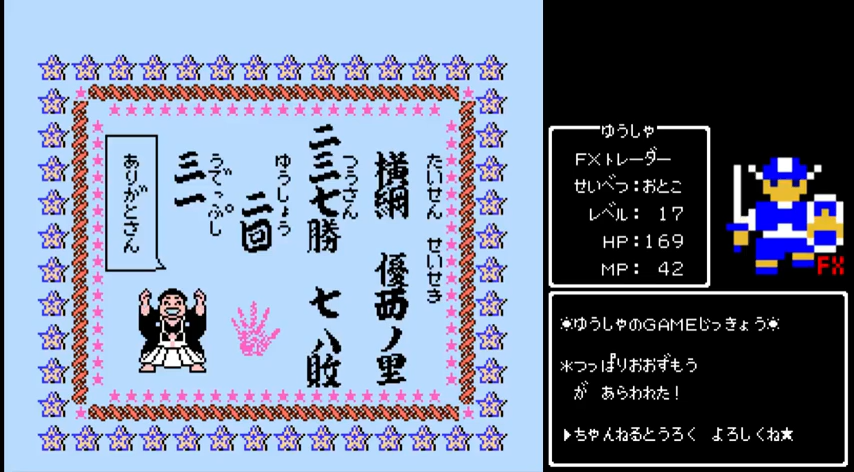 たいせん せいせき
横綱 優西ノ里
つうさん
二三七勝 七八敗
ゆうしょう
二回
うでっぷし
三一
ありがとさん
ゆうしゃ
FXトレーダー
せいべつ:おとこ
レベル: 17
HP:169
MP: 42
FX
☀ゆうしゃのGAMEじっきょう☀
*つっぱりおおずもう
が あらわれた!
▶ちゃんねるとうろく よろしくね★